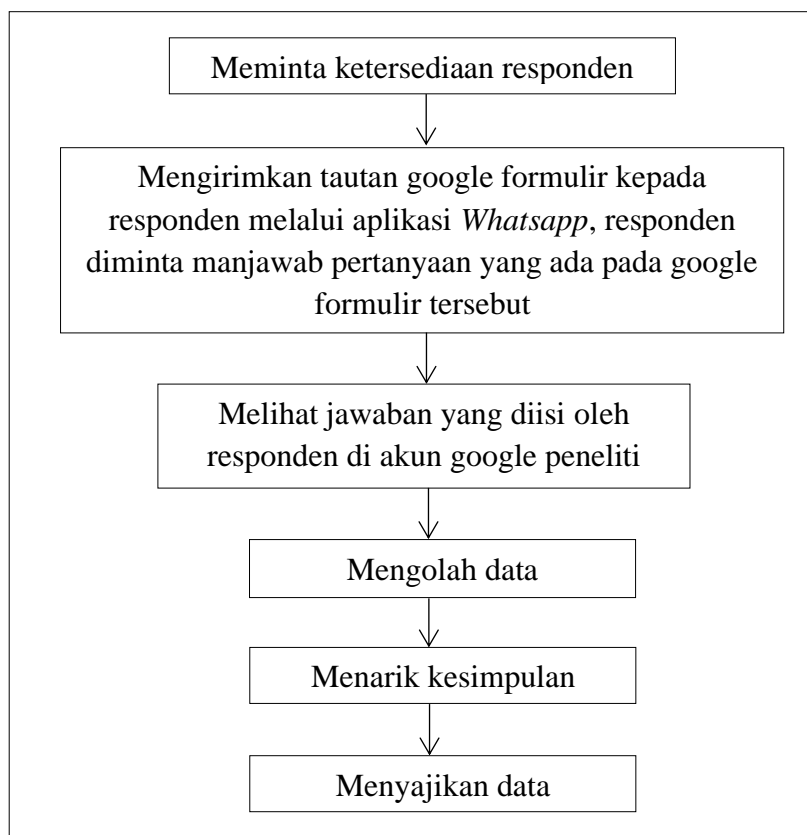 Meminta ketersediaan responden
Mengirimkan tautan google formulir kepada
responden melalui aplikasi Whatsapp, responden
diminta manjawab pertanyaan yang ada pada google
formulir tersebut
Melihat jawaban yang diisi oleh
responden di akun google peneliti
Mengolah data
Menarik kesimpulan
Menyajikan data